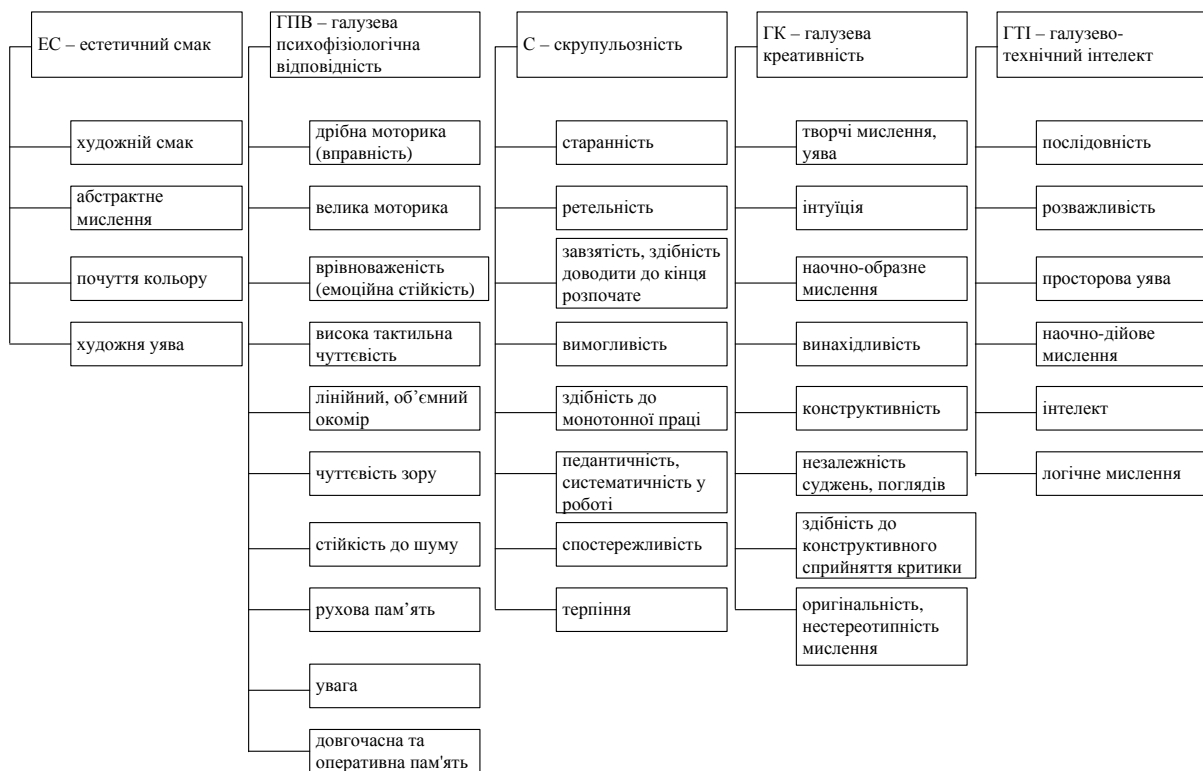 ЕС – естетичний смак
художній смак
абстрактне
мислення
почуття кольору
художня уява
ГПВ – галузева
психофізіологічна
відповідність
дрібна моторика
(вправність)
велика моторика
врівноваженість
(емоційна стійкість)
висока тактильна
чуттєвість
лінійний, об’ємний
окомір
чуттєвість зору
стійкість до шуму
рухова пам’ять
увага
довгочасна та
оперативна пам'ять
С – скрупульозність
старанність
ретельність
завзятість, здібність
доводити до кінця
розпочате
вимогливість
здібність до
монотонної праці
педантичність,
систематичність у
роботі
спостережливість
терпіння
ГК – галузева
креативність
творчі мислення,
уява
інтуїція
наочно-образне
мислення
винахідливість
конструктивність
незалежність
суджень, поглядів
здібність до
конструктивного
сприйняття критики
оригінальність,
нестереотипність
мислення
ГТІ – галузево-
технічний інтелект
послідовність
розважливість
просторова уява
наочно-дійове
мислення
інтелект
логічне мислення